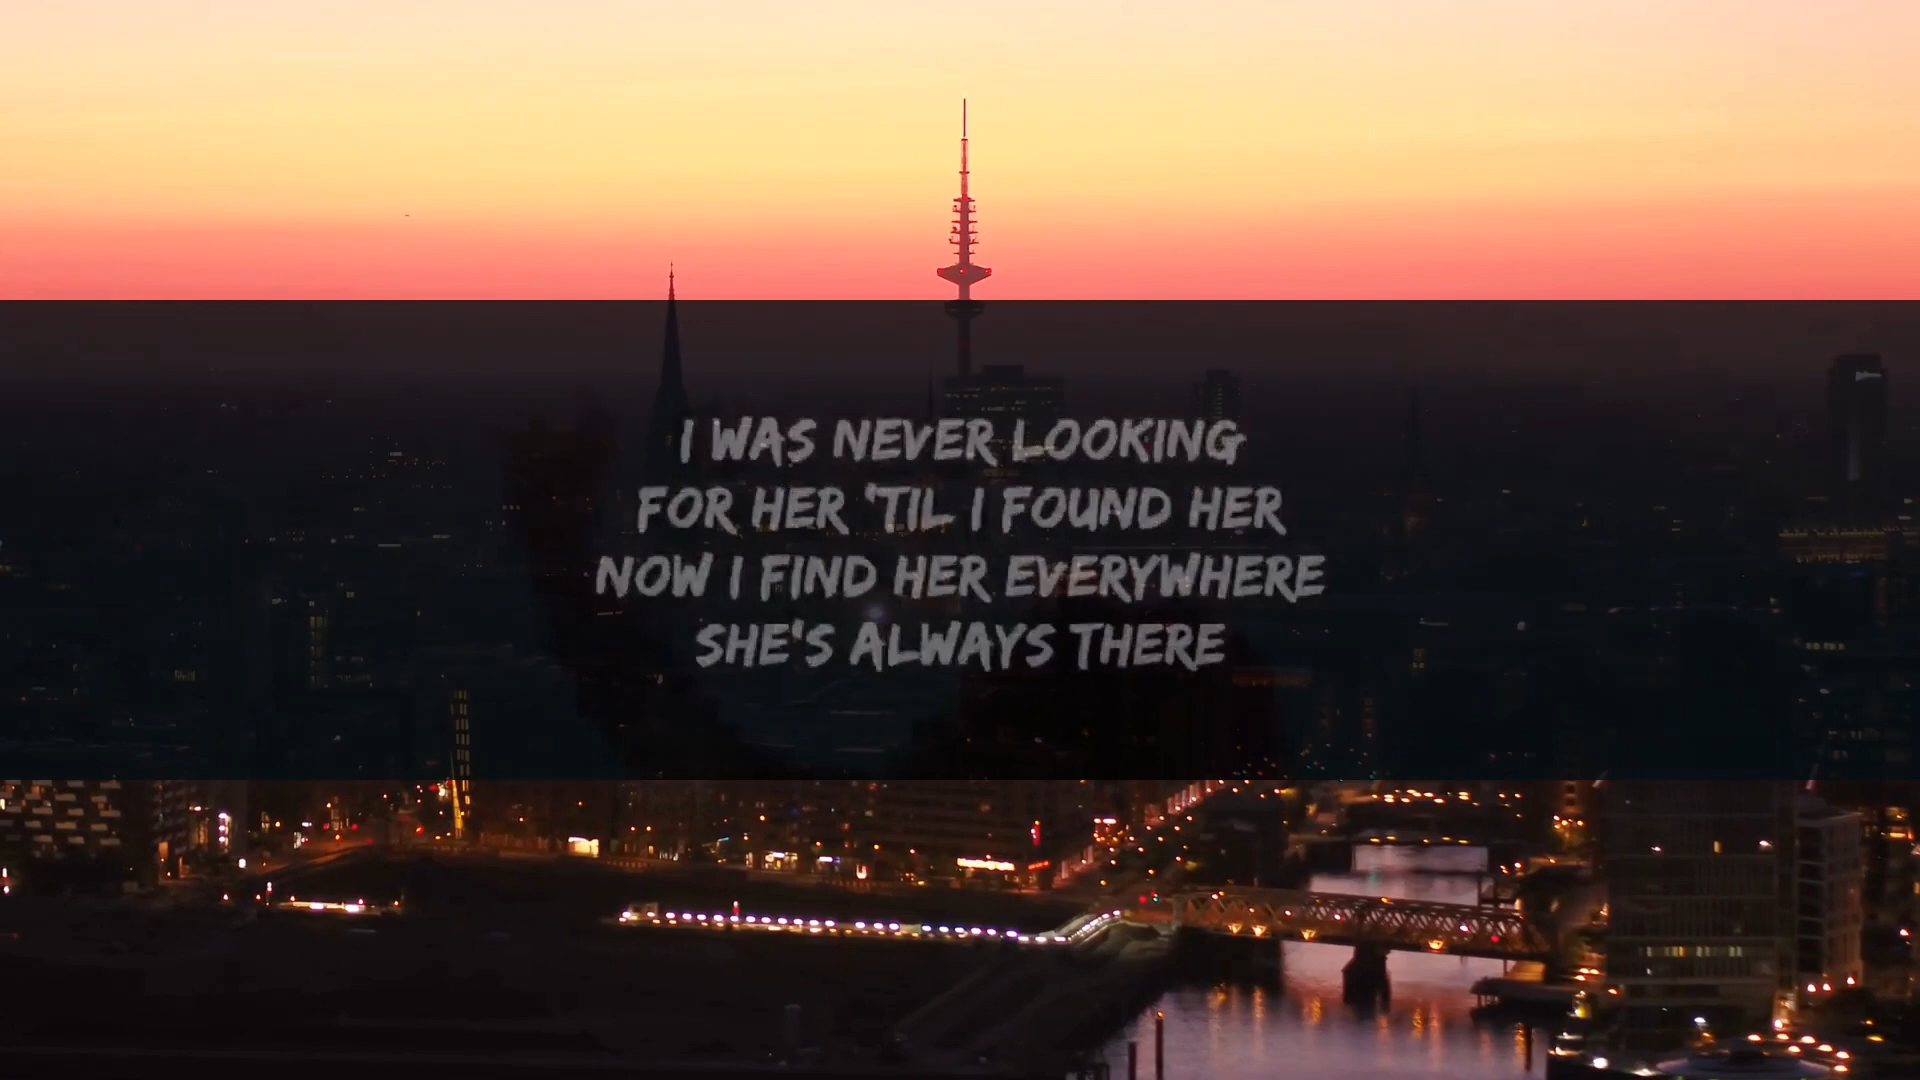 I WAS NEVER LOOKING
FOR HER 'TIL I FOUND HER
NOW I FIND HER EVERYWHERE
SHE'S ALWAYS THERE